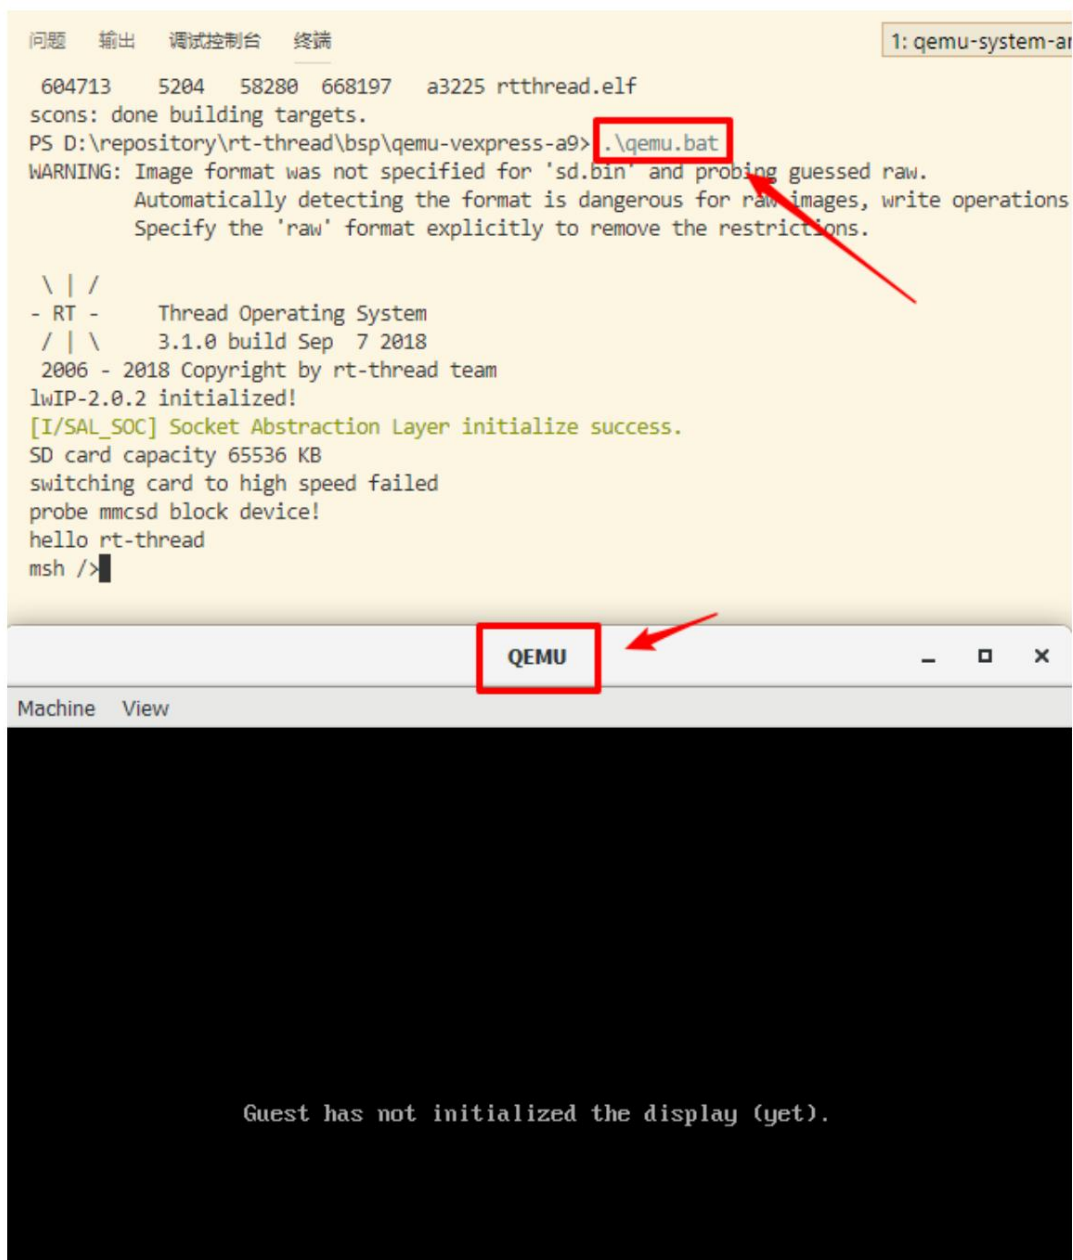 问题 输出 调试控制台 终端 1: qemu-system-ar
604713 5204 58280 668197 a3225 rtthread.elf
scons: done building targets.
PS D:\repository\rt-thread\bsp\qemu-vexpress-a9> .\qemu.bat
WARNING: Image format was not specified for 'sd.bin' and probing guessed raw.
Automatically detecting the format is dangerous for raw images, write operations
Specify the 'raw' format explicitly to remove the restrictions.
\ | /
- RT - Thread Operating System
/ | \ 3.1.0 build Sep 7 2018
2006 - 2018 Copyright by rt-thread team
lwIP-2.0.2 initialized!
[I/SAL_SOC] Socket Abstraction Layer initialize success.
SD card capacity 65536 KB
switching card to high speed failed
probe mmcsd block device!
hello rt-thread
msh />
QEMU
Machine View
Guest has not initialized the display (yet).